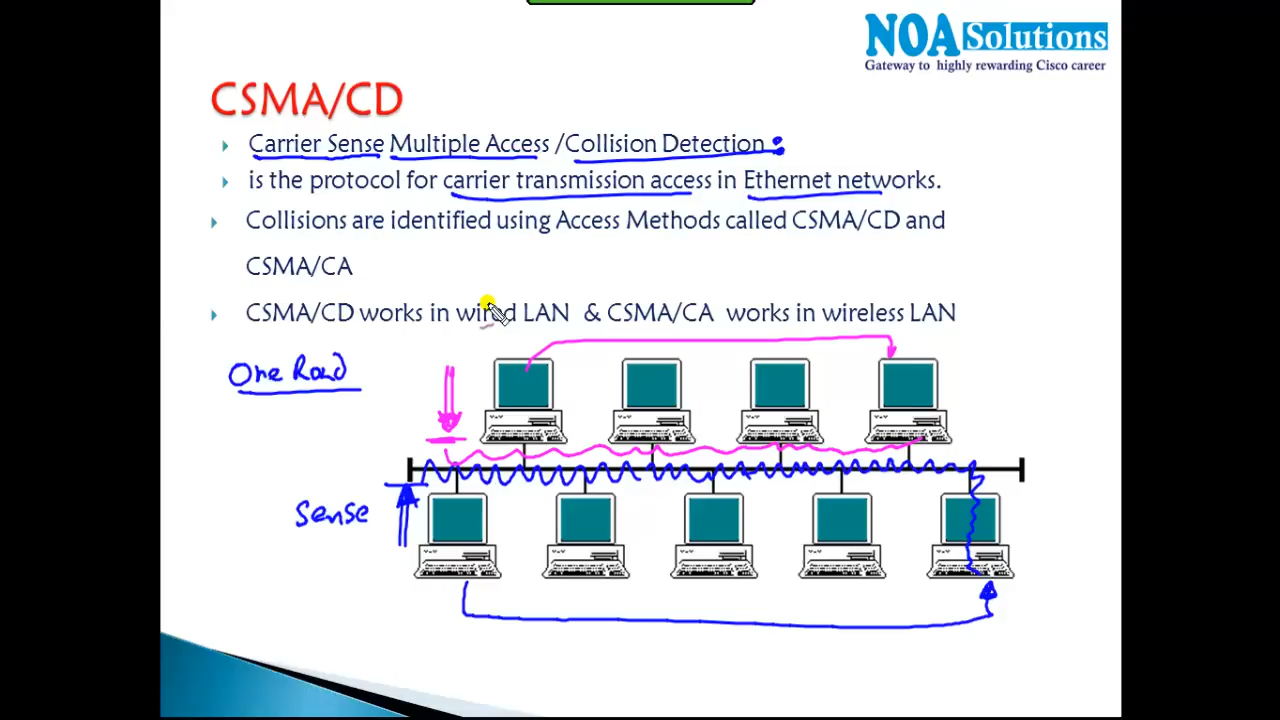 NOA Solutions
Gateway to highly rewarding Cisco career
CSMA/CD
Carrier Sense Multiple Access /Collision Detection :
is the protocol for carrier transmission access in Ethernet networks.
Collisions are identified using Access Methods called CSMA/CD and
CSMA/CA
CSMA/CD works in wired LAN & CSMA/CA works in wireless LAN
One Road
Sense